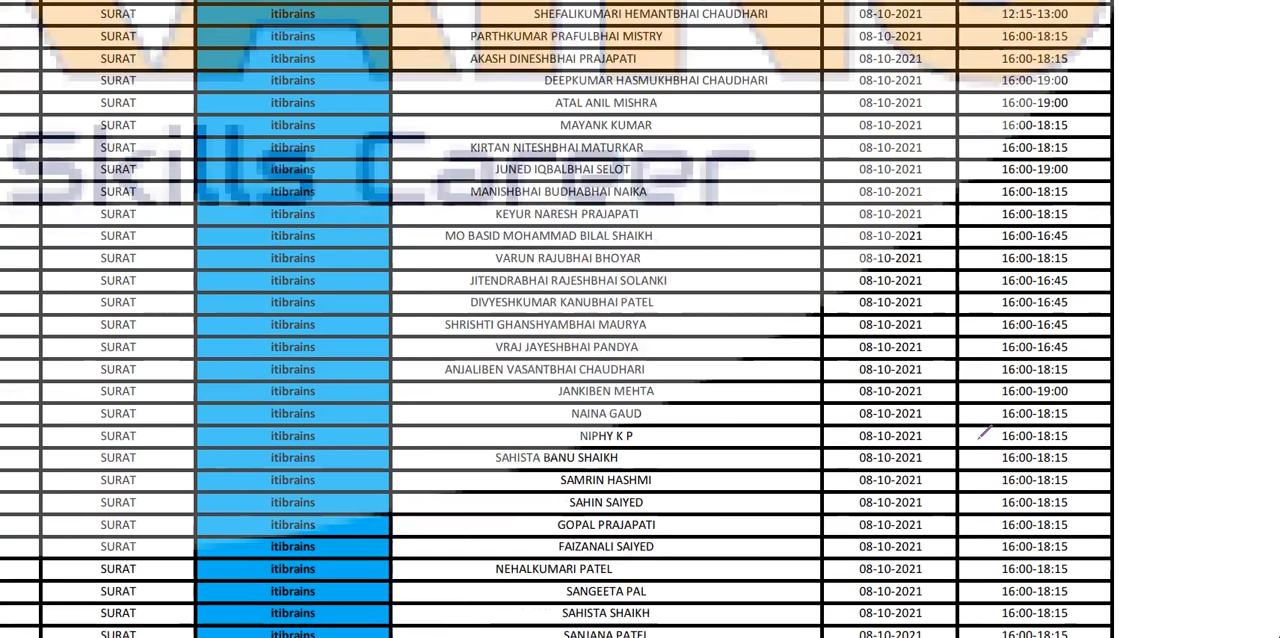 SURAT itibrains SHEFALIKUMARI HEMANTBHAI CHAUDHARI 08-10-2021 12:15-13:00
SURAT itibrains PARTHKUMAR PRAFULBHAI MISTRY 08-10-2021 16:00-18:15
SURAT itibrains AKASH DINESHBHAI PRAJAPATI 08-10-2021 16:00-18:15
SURAT itibrains DEEPKUMAR HASMUKHBHAI CHAUDHARI 08-10-2021 16:00-19:00
SURAT itibrains ATAL ANIL MISHRA 08-10-2021 16:00-19:00
SURAT itibrains MAYANK KUMAR 08-10-2021 16:00-18:15
SURAT itibrains KIRTAN NITESHBHAI MATURKAR 08-10-2021 16:00-18:15
Skills Career
SURAT itibrains JUNED IQBALBHAI SELOT 08-10-2021 16:00-19:00
SURAT itibrains MANISHBHAI BUDHABHAI NAIKA 08-10-2021 16:00-18:15
SURAT itibrains KEYUR NARESH PRAJAPATI 08-10-2021 16:00-18:15
SURAT itibrains MO BASID MOHAMMAD BILAL SHAIKH 08-10-2021 16:00-16:45
SURAT itibrains VARUN RAJUBHAI BHOYAR 08-10-2021 16:00-18:15
SURAT itibrains JITENDRABHAI RAJESHBHAI SOLANKI 08-10-2021 16:00-16:45
SURAT itibrains DIVYESHKUMAR KANUBHAI PATEL 08-10-2021 16:00-16:45
SURAT itibrains SHRISHTI GHANSHYAMBHAI MAURYA 08-10-2021 16:00-16:45
SURAT itibrains VRAJ JAYESHBHAI PANDYA 08-10-2021 16:00-16:45
SURAT itibrains ANJALIBEN VASANTBHAI CHAUDHARI 08-10-2021 16:00-18:15
SURAT itibrains JANKIBEN MEHTA 08-10-2021 16:00-19:00
SURAT itibrains NAINA GAUD 08-10-2021 16:00-18:15
SURAT itibrains NIPHY K P 08-10-2021 16:00-18:15
SURAT itibrains SAHISTA BANU SHAIKH 08-10-2021 16:00-18:15
SURAT itibrains SAMRIN HASHMI 08-10-2021 16:00-18:15
SURAT itibrains SAHIN SAIYED 08-10-2021 16:00-18:15
SURAT itibrains GOPAL PRAJAPATI 08-10-2021 16:00-18:15
SURAT itibrains FAIZANALI SAIYED 08-10-2021 16:00-18:15
SURAT itibrains NEHALKUMARI PATEL 08-10-2021 16:00-18:15
SURAT itibrains SANGEETA PAL 08-10-2021 16:00-18:15
SURAT itibrains SAHISTA SHAIKH 08-10-2021 16:00-18:15
SURAT itibrains SANJANA PATEL 08-10-2021 16:00-18:15